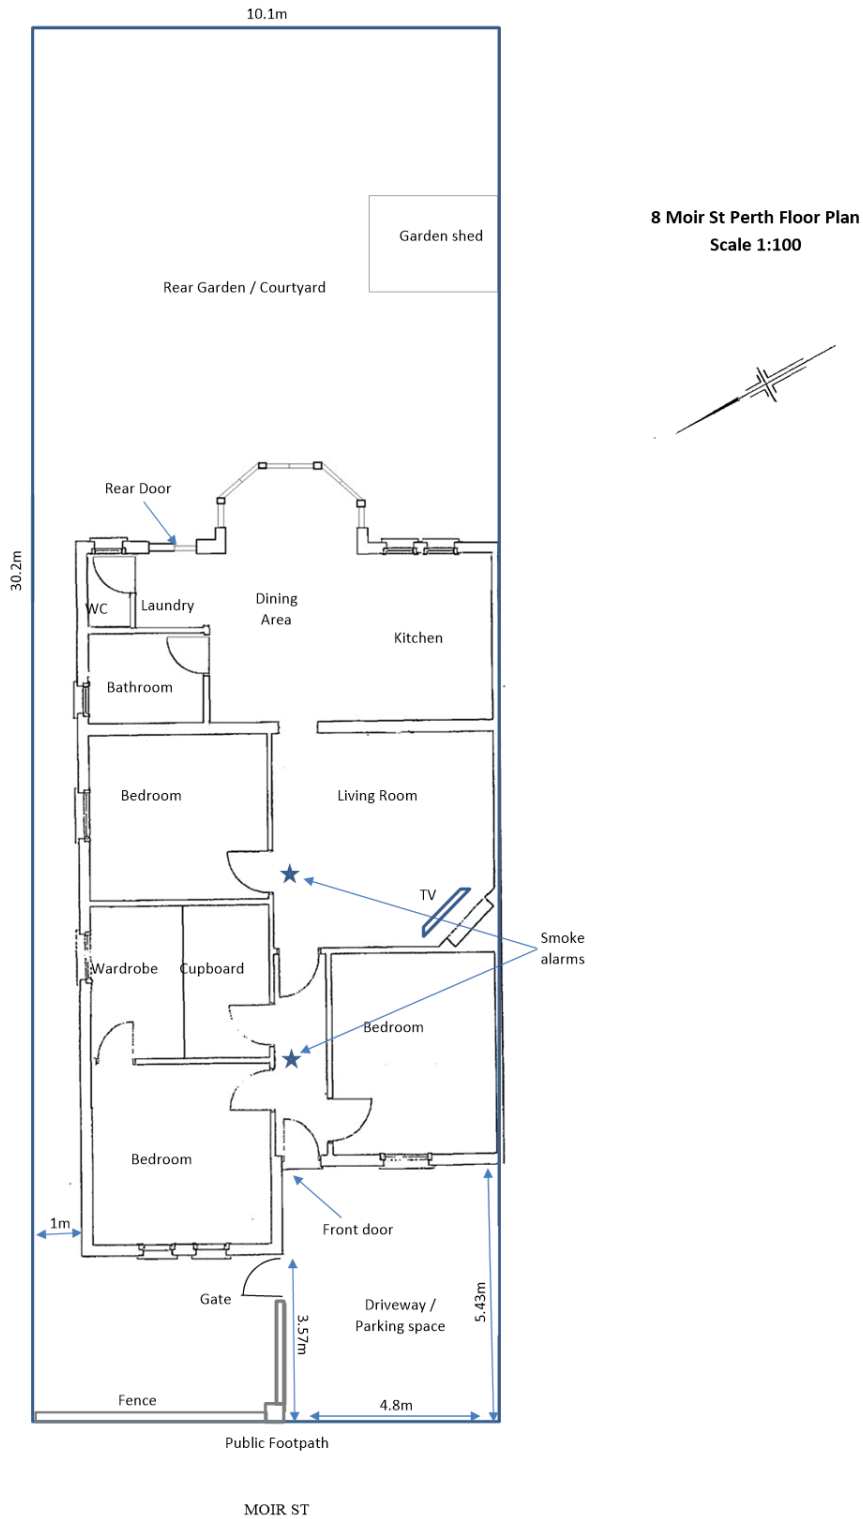 10.1m
8 Moir St Perth Floor Plan
Scale 1:100
Garden shed
Rear Garden / Courtyard
Rear Door
30.2m
WC
Laundry
Dining
Area
Kitchen
Bathroom
Bedroom
Living Room
TV
Smoke
alarms
Wardrobe
Cupboard
Bedroom
Bedroom
1m
Front door
Gate
3.57m
Driveway /
Parking space
5.43m
Fence
4.8m
Public Footpath
MOIR ST